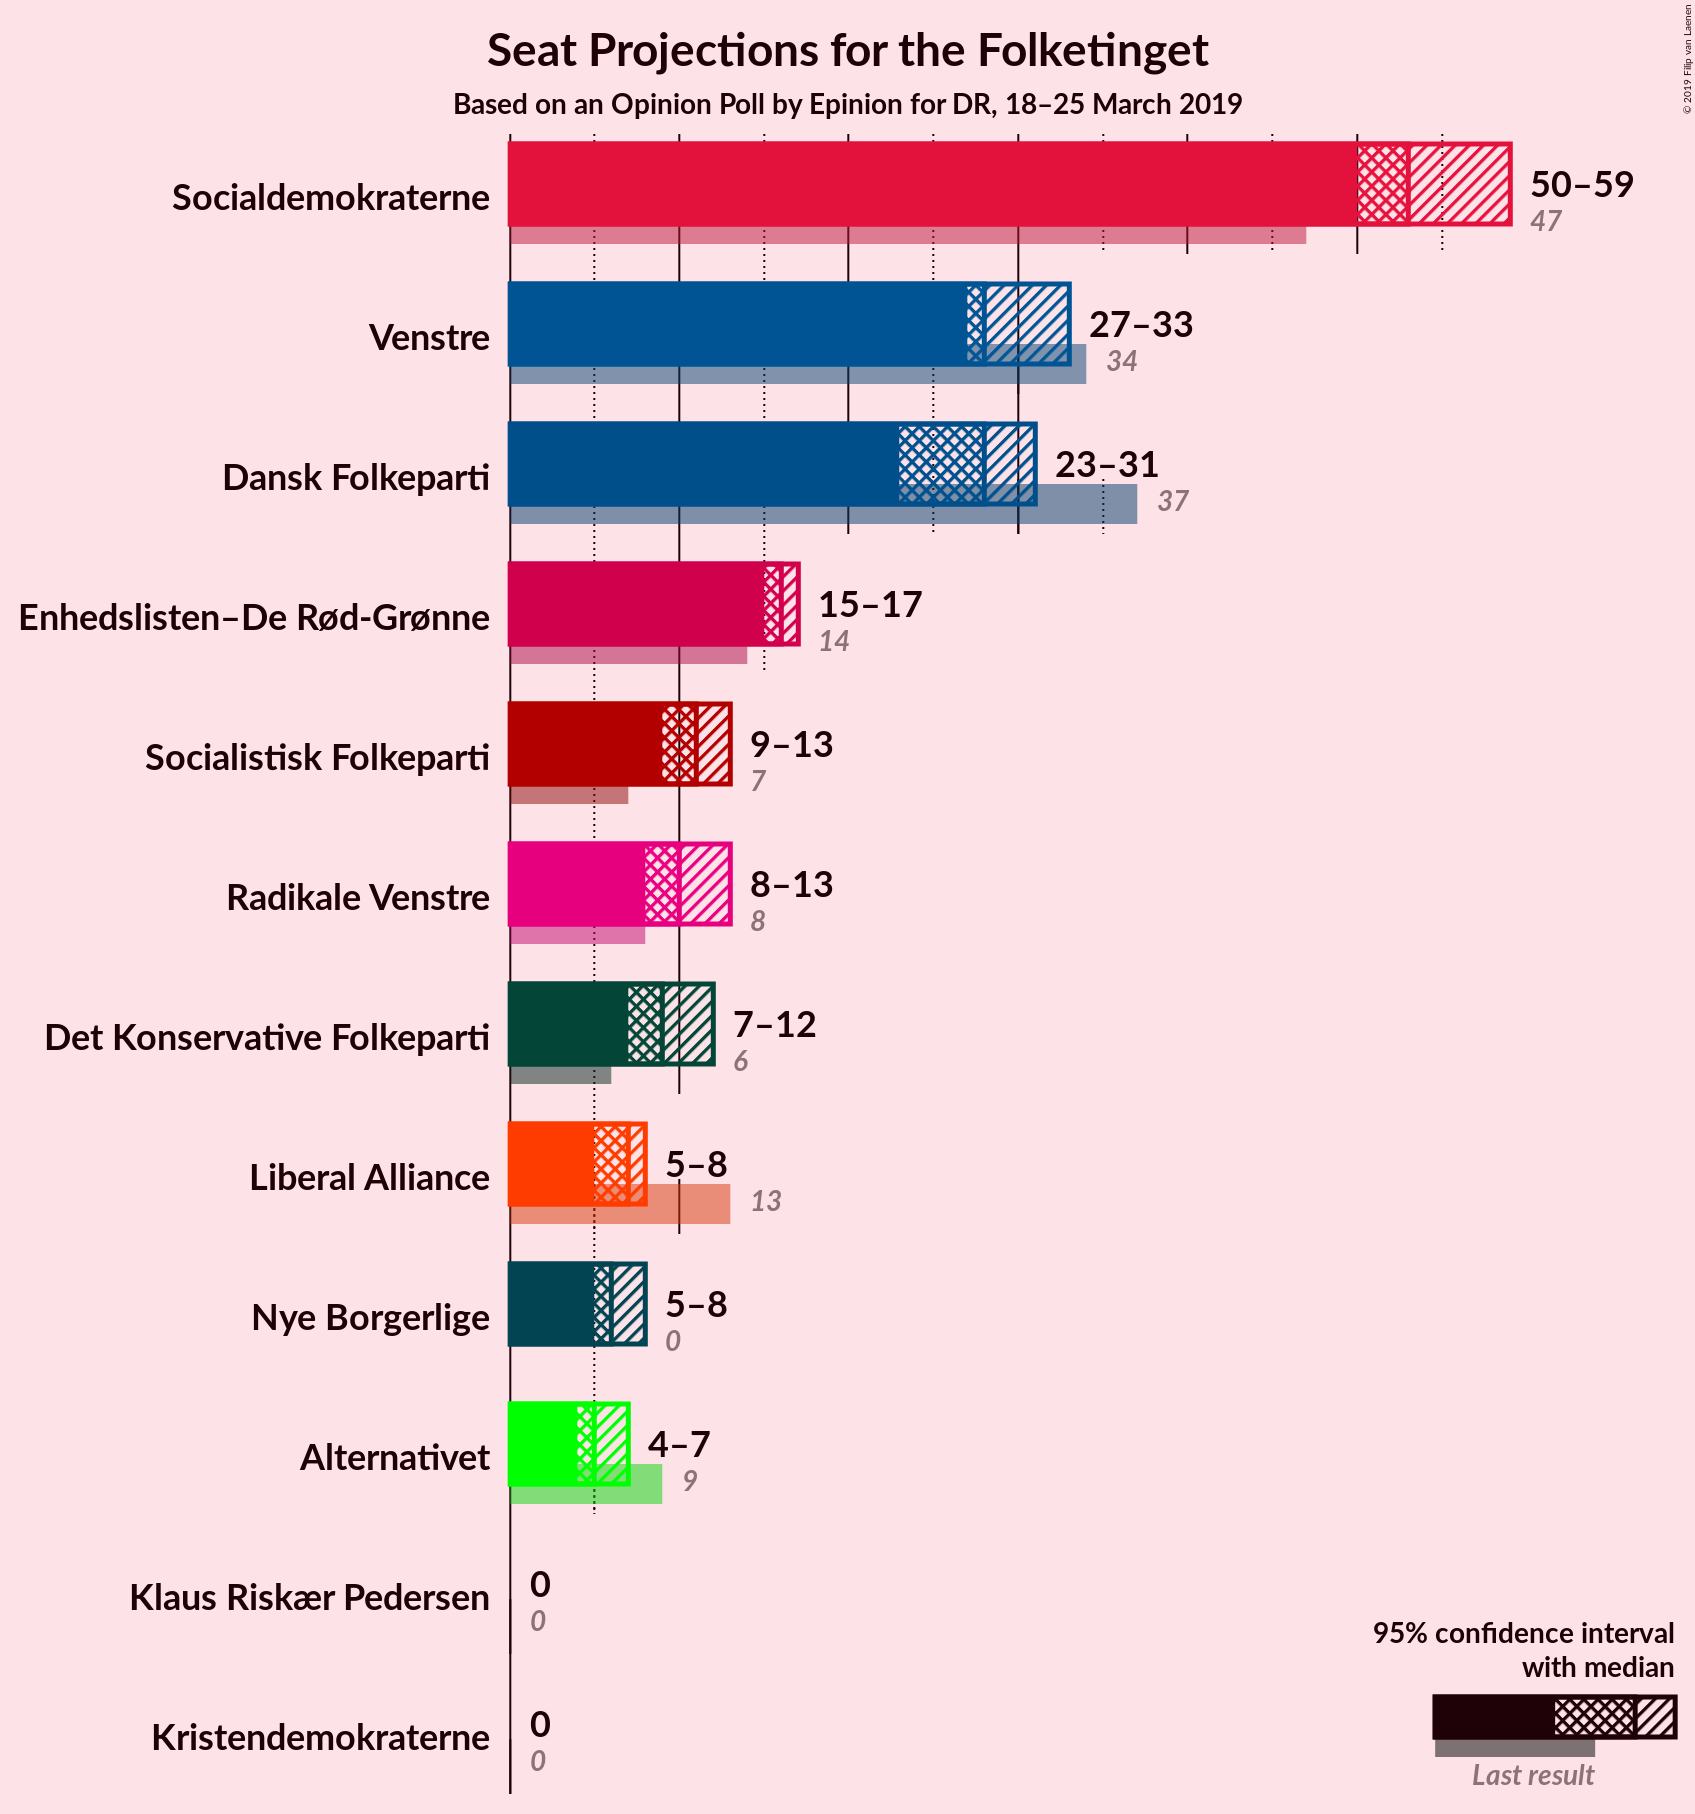 Seat Projections for the Folketinget
Based on an Opinion Poll by Epinion for DR, 18–25 March 2019
© 2019 Filip van Laenen
Socialdemokraterne
50–59
47
Venstre
27–33
34
Dansk Folkeparti
23–31
37
Enhedslisten–De Rød-Grønne
15–17
14
Socialistisk Folkeparti
9–13
7
Radikale Venstre
8–13
8
Det Konservative Folkeparti
7–12
6
Liberal Alliance
5–8
13
Nye Borgerlige
5–8
0
Alternativet
4–7
9
Klaus Riskær Pedersen
0
0
Kristendemokraterne
0
0
95% confidence interval
with median
Last result